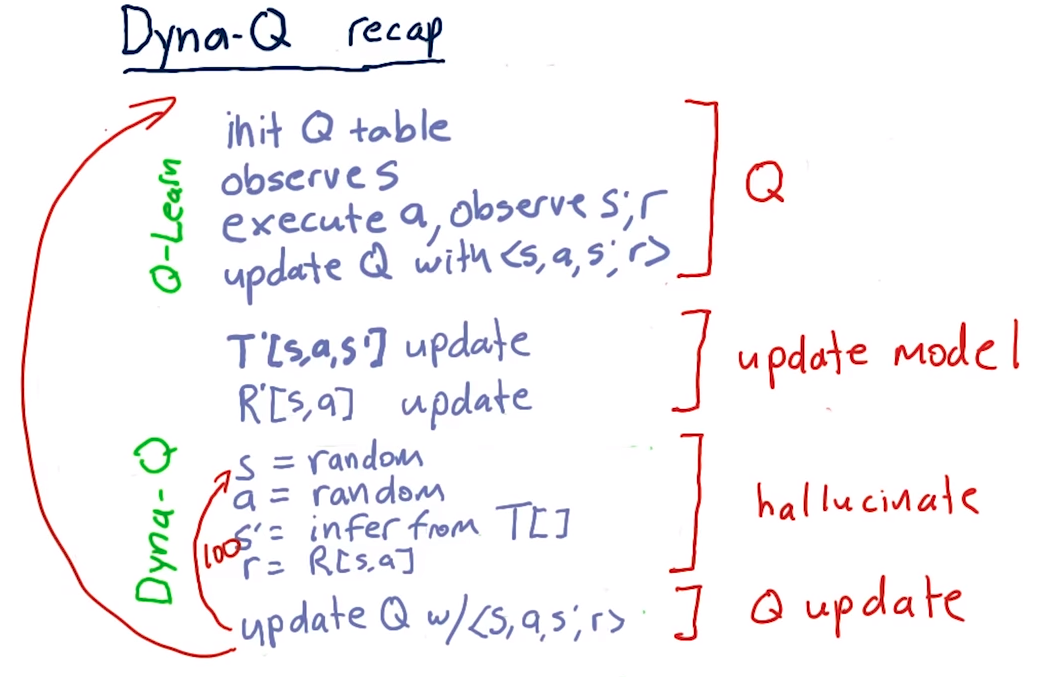 Dyna-Q recap
Q-Learn
init Q table
observe s
execute a, observe s', r
update Q with <s, a, s', r>
Q
T'[s,a,s'] update
R'[s,a] update
update model
Dyna-Q
s = random
a = random
s' = infer from T[]
r = R[s,a]
hallucinate
100
update Q w/<s, a, s', r>
Q update